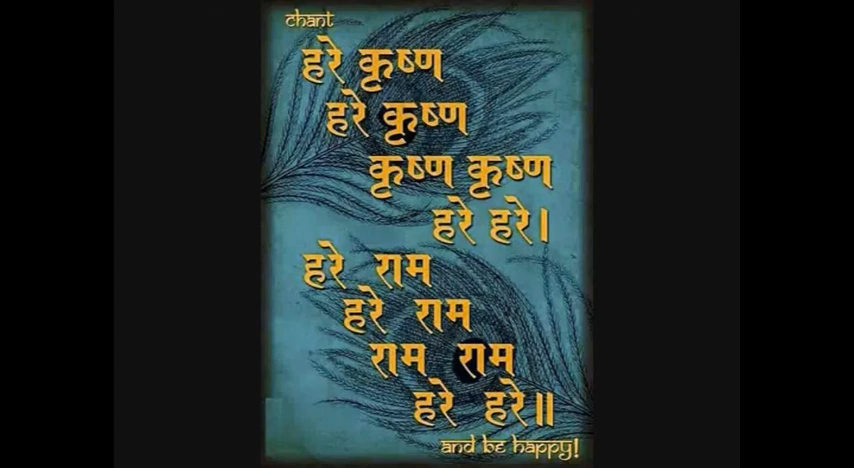 chant
हरे कृष्ण
हरे कृष्ण
कृष्ण कृष्ण
हरे हरे।
हरे राम
हरे राम
राम राम
हरे हरे॥
and be happy!